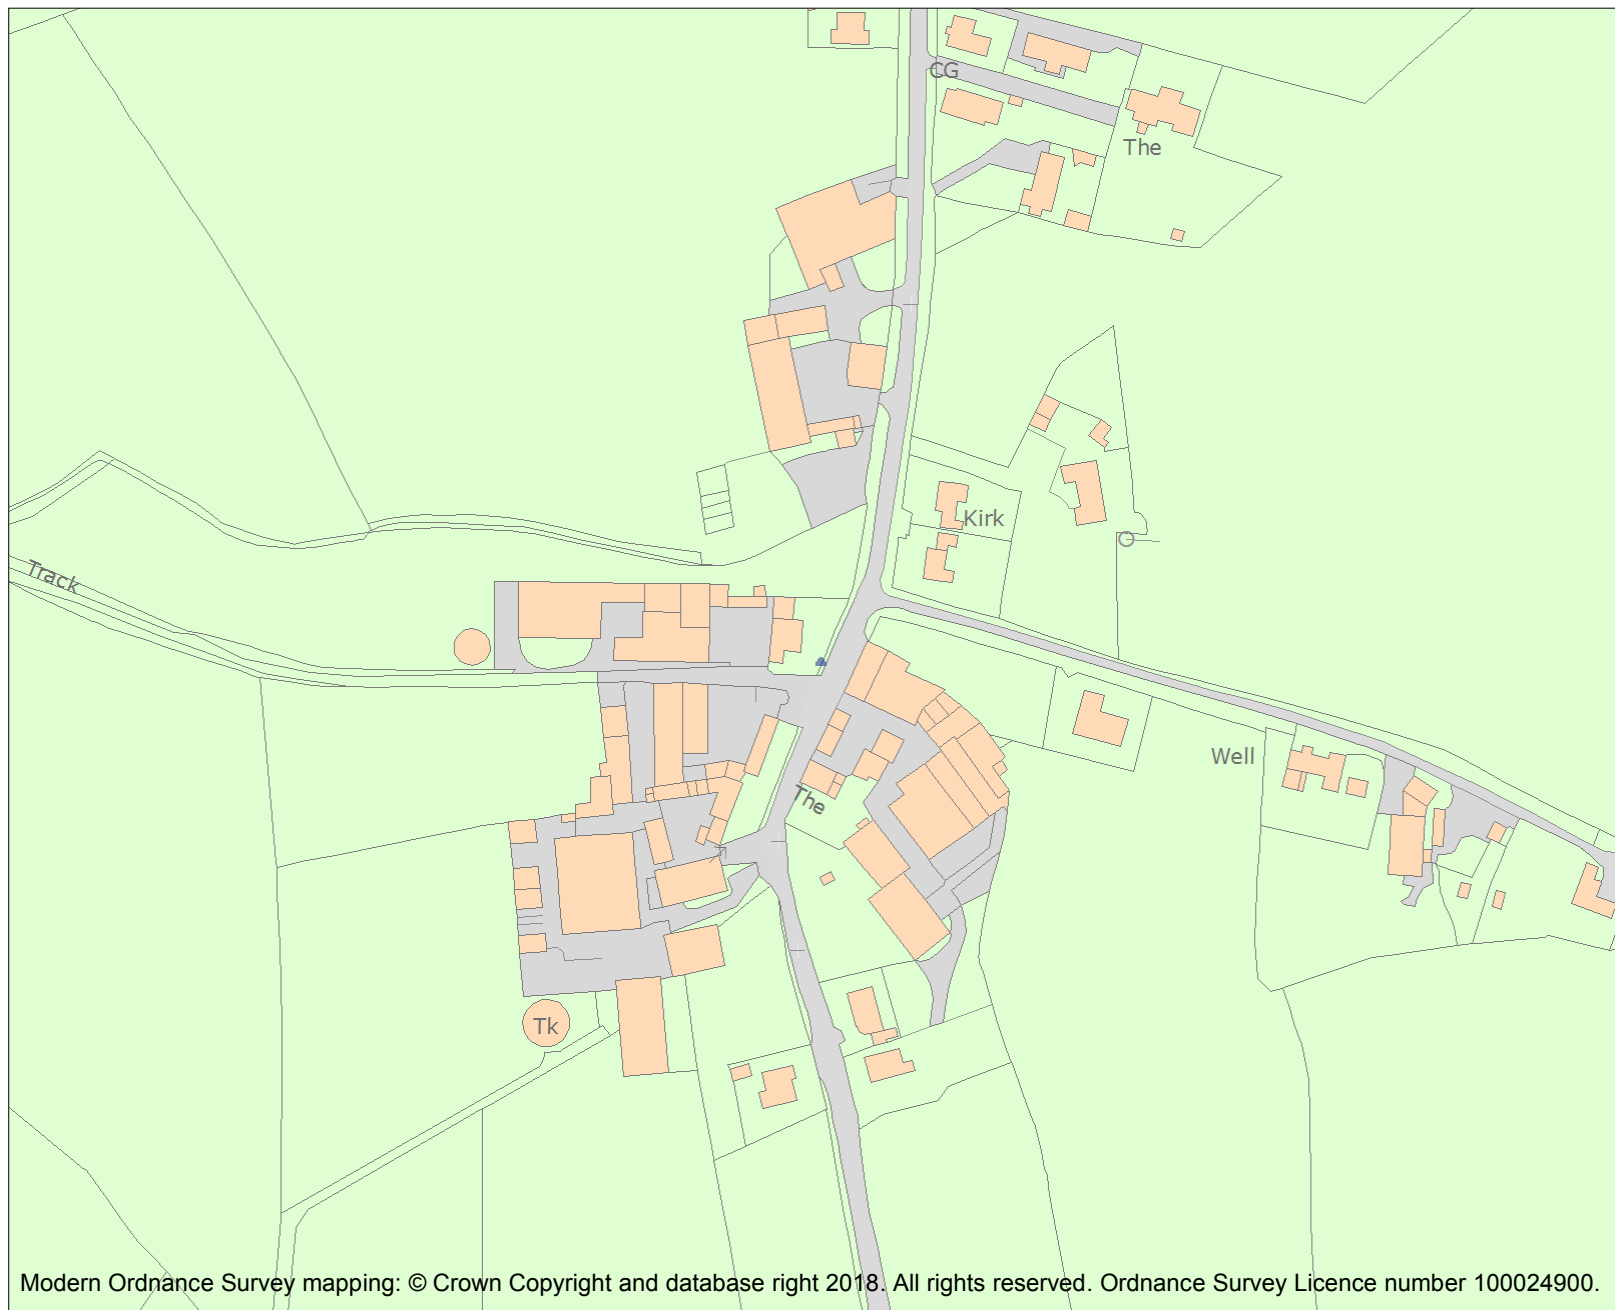 CG
The
Kirk
Track
Well
The
Tk
Modern Ordnance Survey mapping: © Crown Copyright and database right 2018. All rights reserved. Ordnance Survey Licence number 100024900.